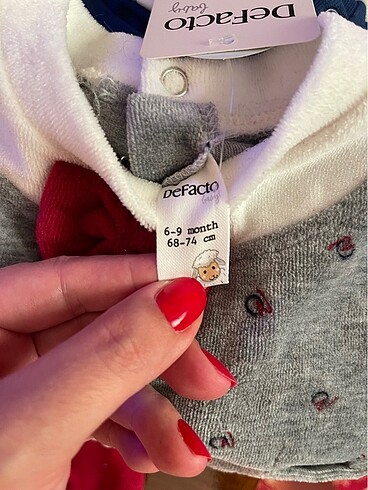 DeFacto
baby
DeFacto
baby
6-9 month
68-74 cm